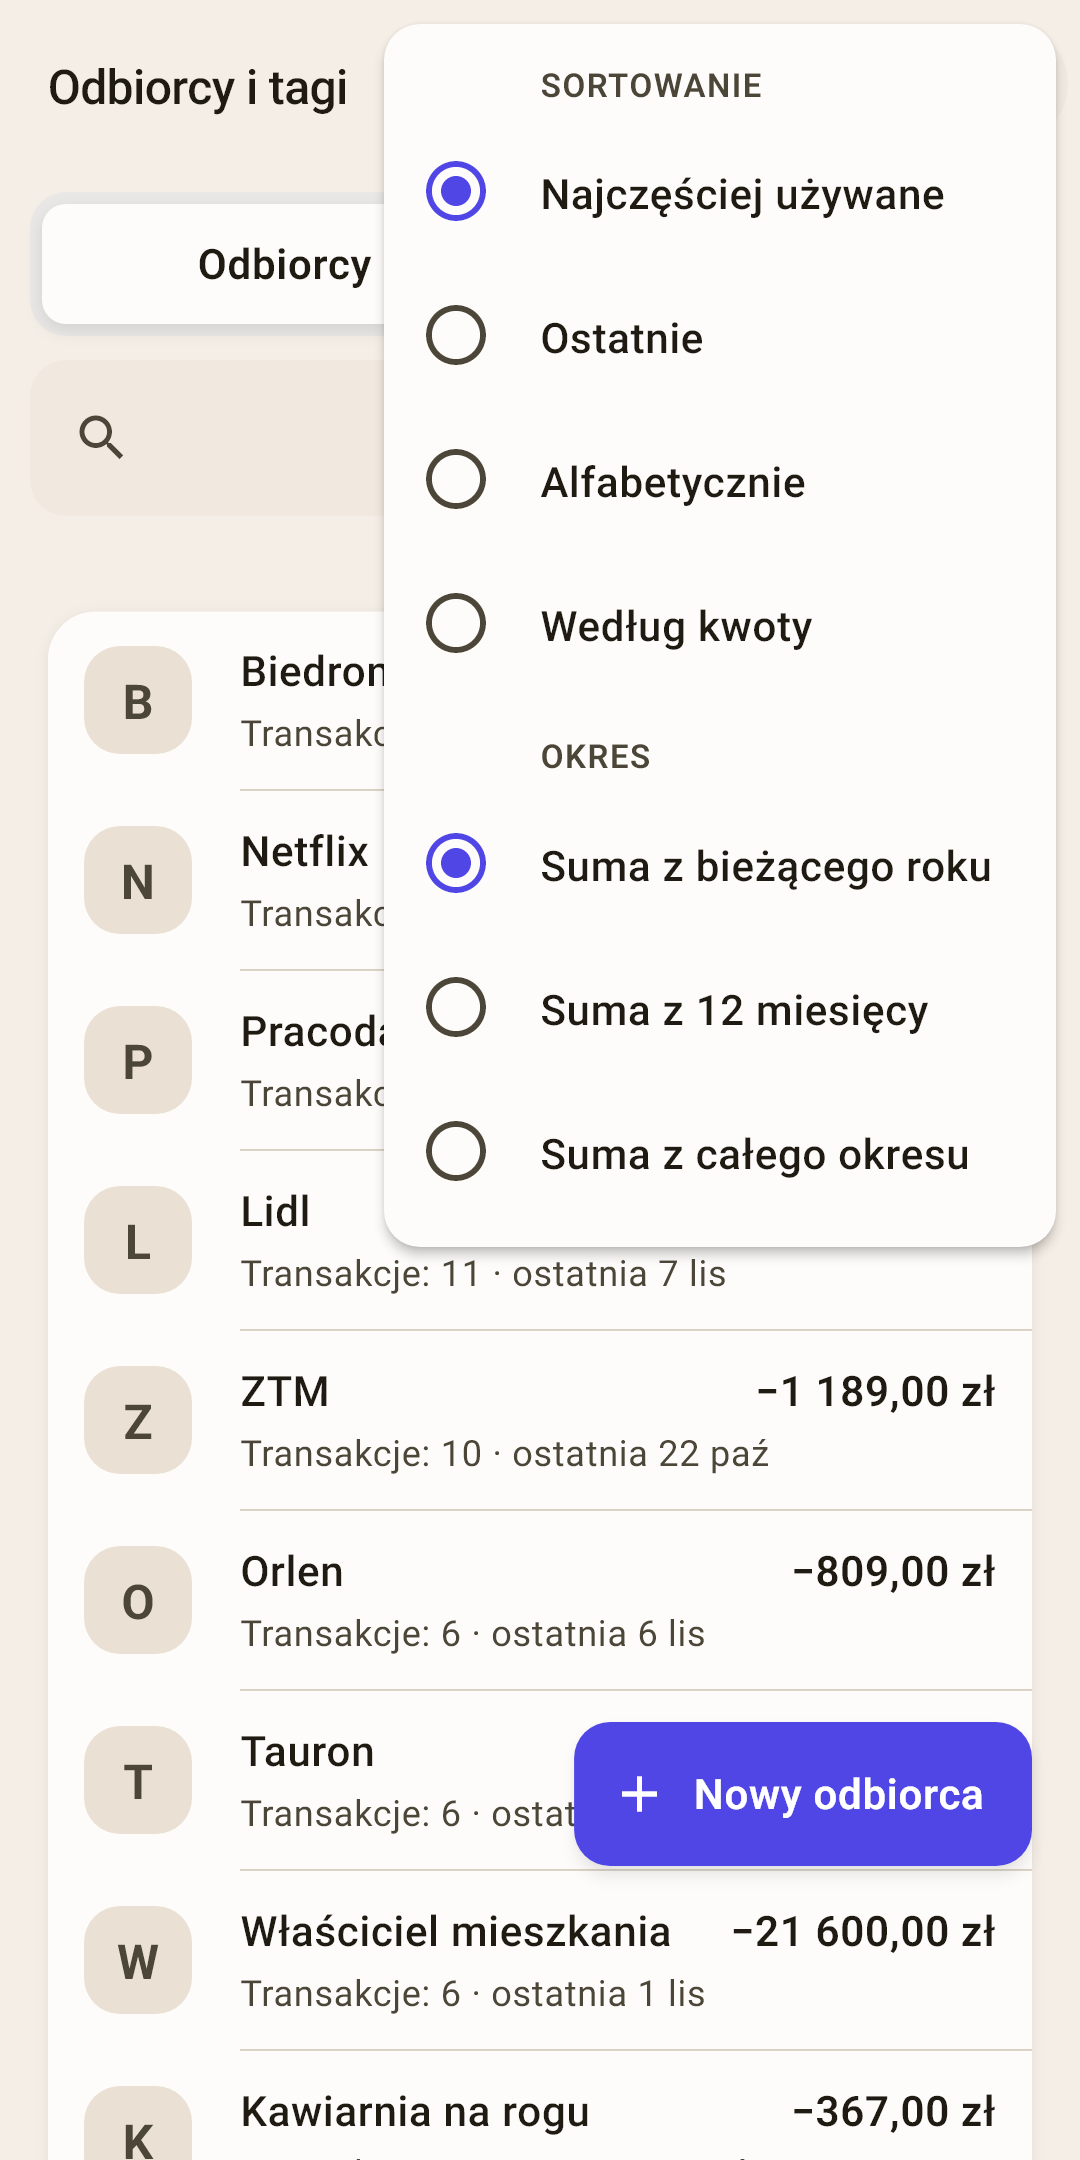 Odbiorcy i tagi
SORTOWANIE
Najczęściej używane
Ostatnie
Alfabetycznie
Według kwoty
OKRES
Suma z bieżącego roku
Suma z 12 miesięcy
Suma z całego okresu
Odbiorcy
B
N
Netflix
P
L
Lidl
Transakcje: 11 · ostatnia 7 lis
Z
ZTM −1 189,00 zł
Transakcje: 10 · ostatnia 22 paź
O
Orlen −809,00 zł
Transakcje: 6 · ostatnia 6 lis
T
Tauron
Transakcje: 6 ·
Nowy odbiorca
W
Właściciel mieszkania −21 600,00 zł
Transakcje: 6 · ostatnia 1 lis
K
Kawiarnia na rogu −367,00 zł